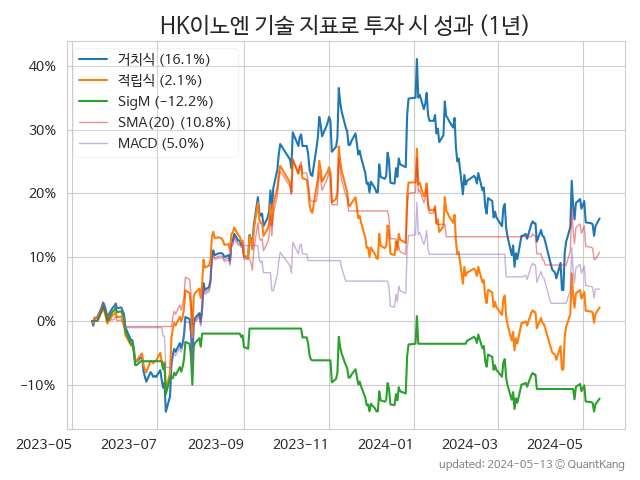 HK이노엔 기술 지표로 투자 시 성과 (1년)
거치식 (16.1%)
적립식 (2.1%)
SigM (−12.2%)
SMA(20) (10.8%)
MACD (5.0%)
40%
30%
20%
10%
0%
−10%
2023-05
2023-07
2023-09
2023-11
2024-01
2024-03
2024-05
updated: 2024-05-13 ⓒ QuantKang